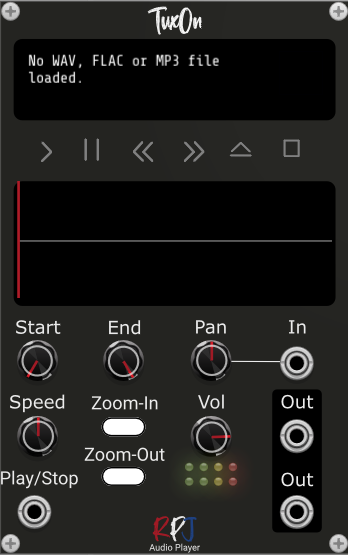 TuxOn
No WAV, FLAC or MP3 file
loaded.
Start End Pan In
Speed Zoom-In Vol Out
Zoom-Out
Play/Stop Out
RPJ
Audio Player